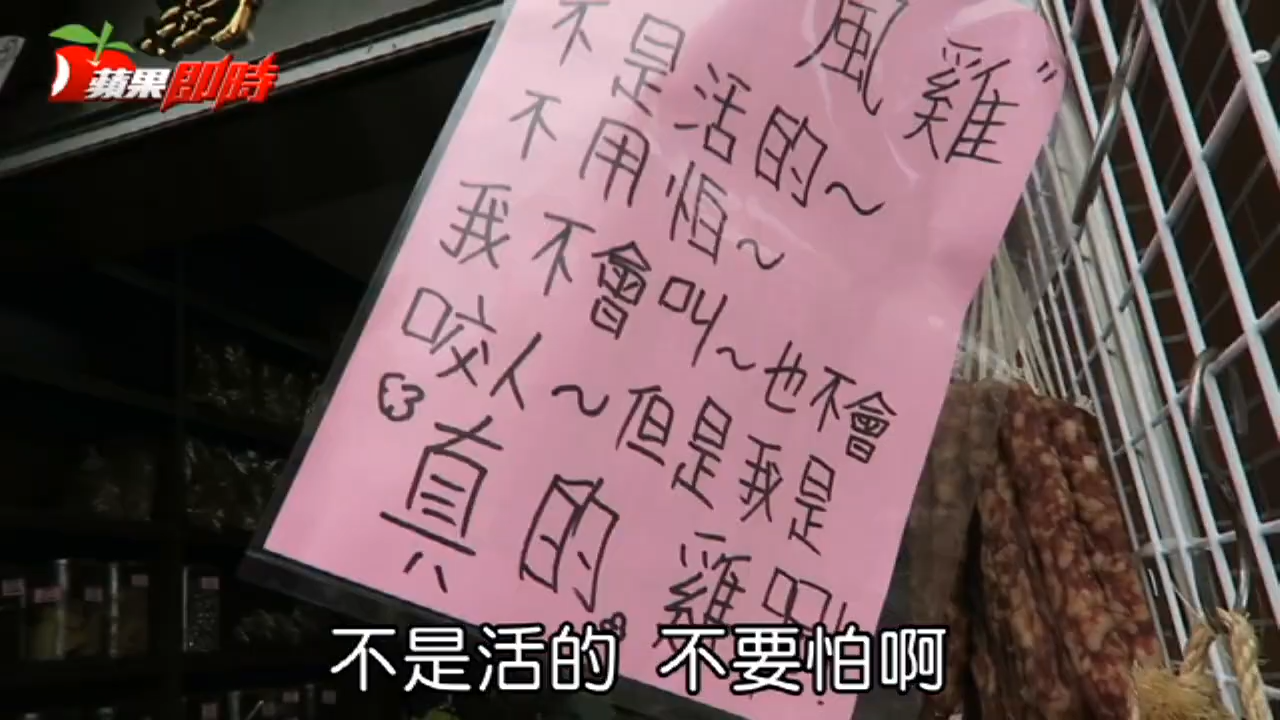 蘋果即時
風雞"
不是活的~
不用怕~
我不會叫~也不會
咬人~但是我是
真的雞叩
不是活的 不要怕啊